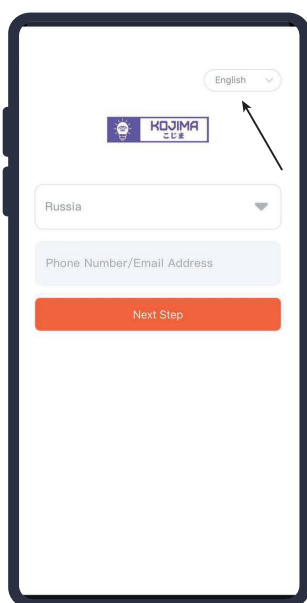 English
KOJIMA
こじま
Russia
Phone Number/Email Address
Next Step